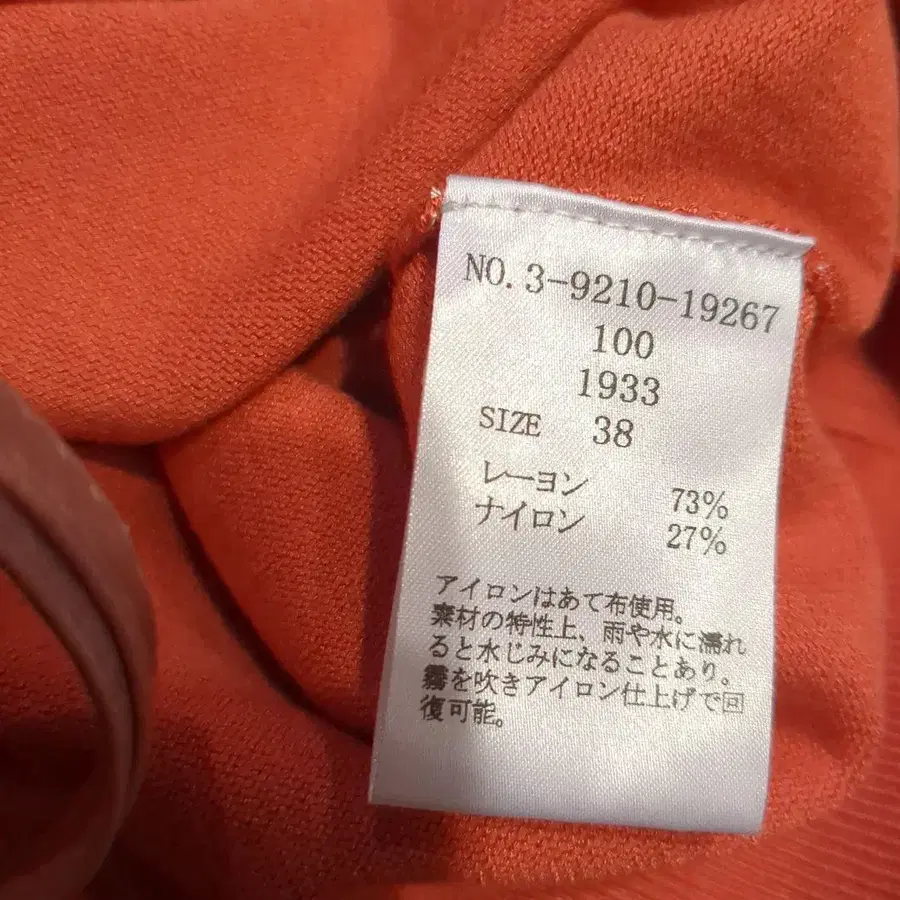 NO. 3-9210-19267
100
1933
SIZE 38
レーヨン 73%
ナイロン 27%
アイロンはあて布使用。
素材の特性上、雨や水に濡れ
ると水じみになることあり。
霧を吹きアイロン仕上げで回
復可能。